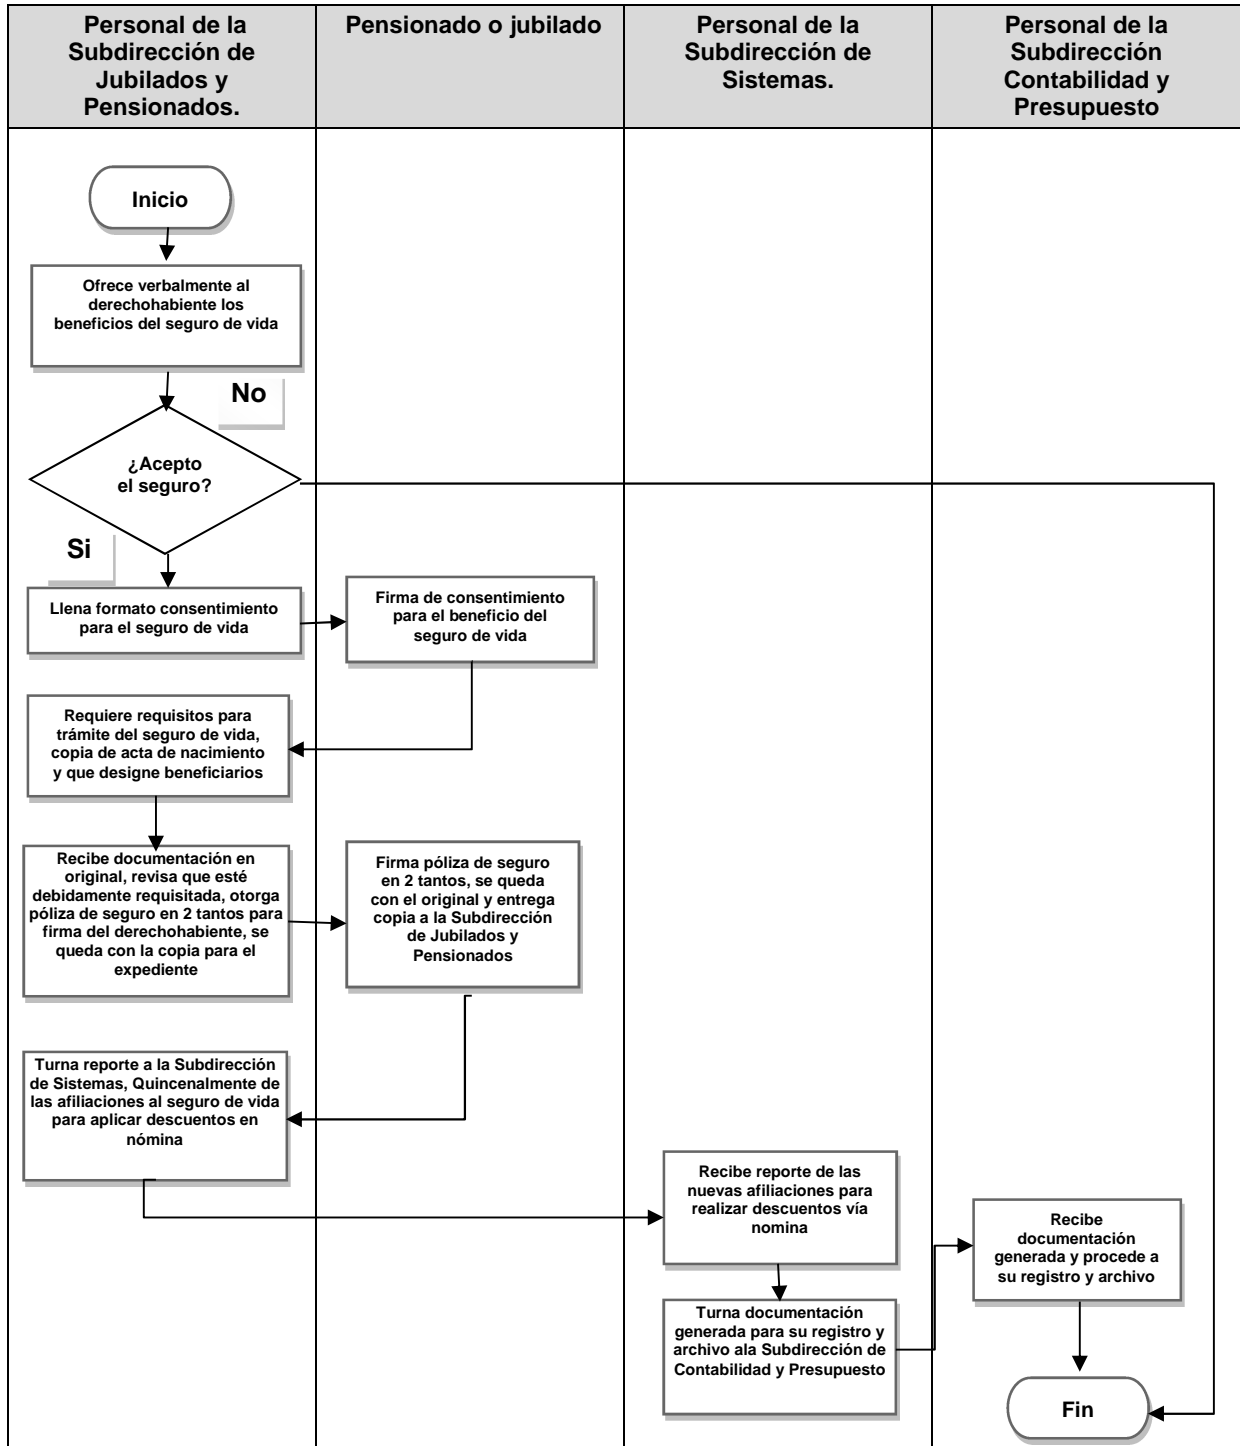 Personal de la
Subdirección de
Jubilados y
Pensionados.
Pensionado o jubilado
Personal de la
Subdirección de
Sistemas.
Personal de la
Subdirección
Contabilidad y
Presupuesto
Inicio
Ofrece verbalmente al
derechohabiente los
beneficios del seguro de vida
No
¿Acepto
el seguro?
Si
Llena formato consentimiento
para el seguro de vida
Firma de consentimiento
para el beneficio del
seguro de vida
Requiere requisitos para
trámite del seguro de vida,
copia de acta de nacimiento
y que designe beneficiarios
Recibe documentación en
original, revisa que esté
debidamente requisitada, otorga
póliza de seguro en 2 tantos para
firma del derechohabiente, se
queda con la copia para el
expediente
Firma póliza de seguro
en 2 tantos, se queda
con el original y entrega
copia a la Subdirección
de Jubilados y
Pensionados
Turna reporte a la Subdirección
de Sistemas, Quincenalmente de
las afiliaciones al seguro de vida
para aplicar descuentos en
nómina
Recibe reporte de las
nuevas afiliaciones para
realizar descuentos vía
nomina
Turna documentación
generada para su registro y
archivo ala Subdirección de
Contabilidad y Presupuesto
Recibe
documentación
generada y procede a
su registro y archivo
Fin